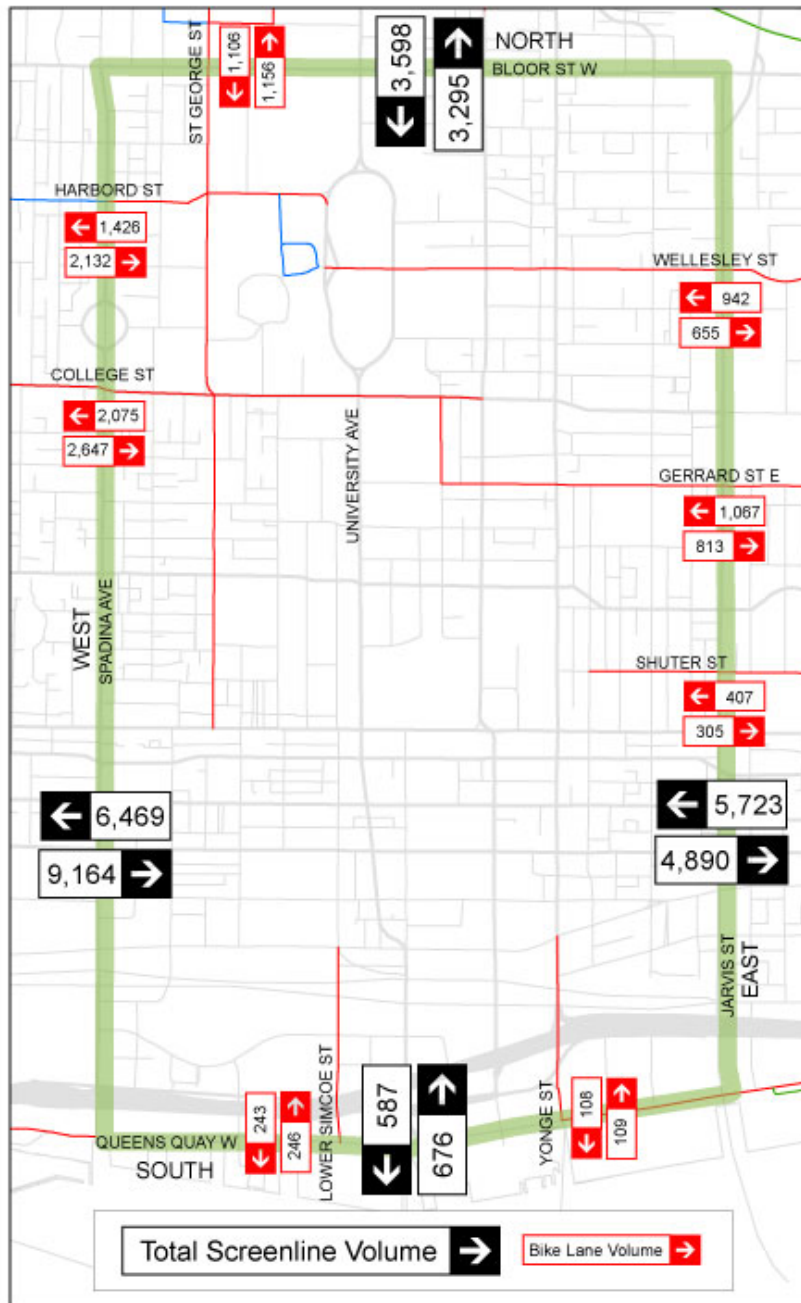 ST GEORGE ST
1,106
1,156
3,598
3,295
NORTH
BLOOR ST W
HARBORD ST
1,426
2,132
WELLESLEY ST
942
655
COLLEGE ST
2,075
2,647
UNIVERSITY AVE
GERRARD ST E
1,067
813
WEST
SPADINA AVE
SHUTER ST
407
305
6,469
9,164
5,723
4,890
JARVIS ST
EAST
243
246
LOWER SIMCOE ST
587
676
YONGE ST
108
109
QUEENS QUAY W
SOUTH
Total Screenline Volume
Bike Lane Volume